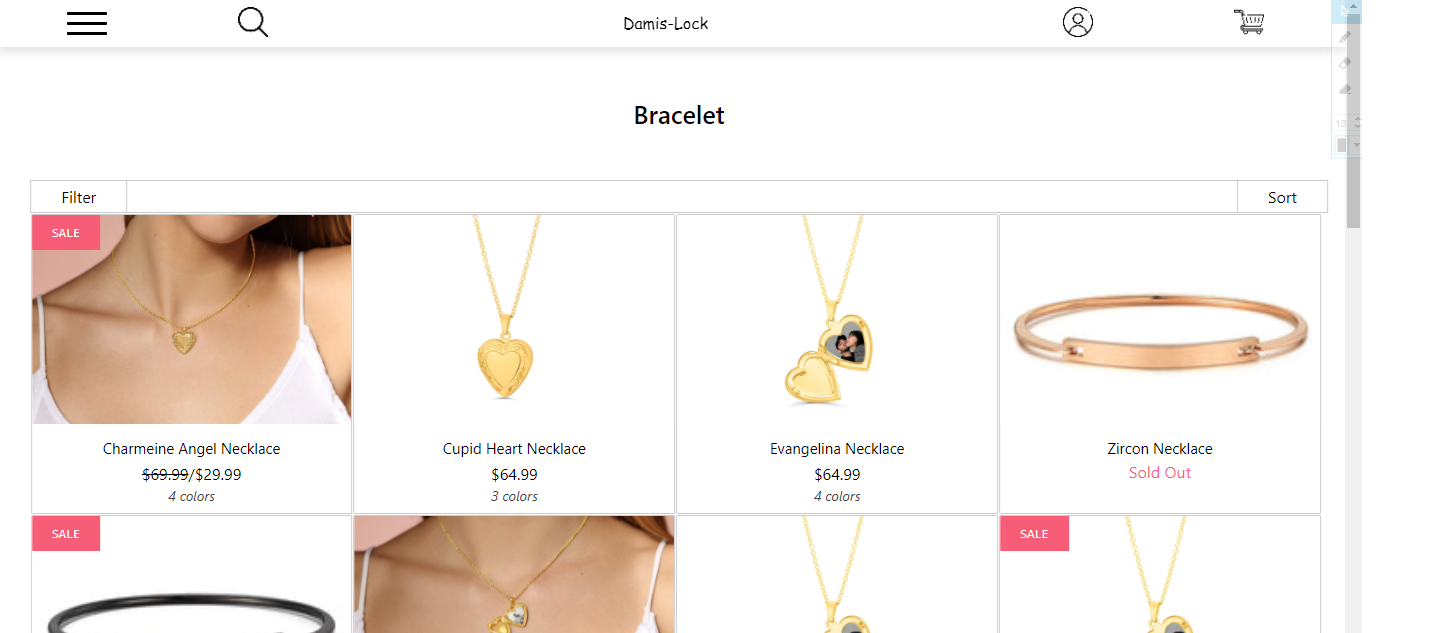 Damis-Lock
10
Bracelet
Filter
Sort
SALE
Charmeine Angel Necklace
$69.99/$29.99
4 colors
Cupid Heart Necklace
$64.99
3 colors
Evangelina Necklace
$64.99
4 colors
Zircon Necklace
Sold Out
SALE
SALE